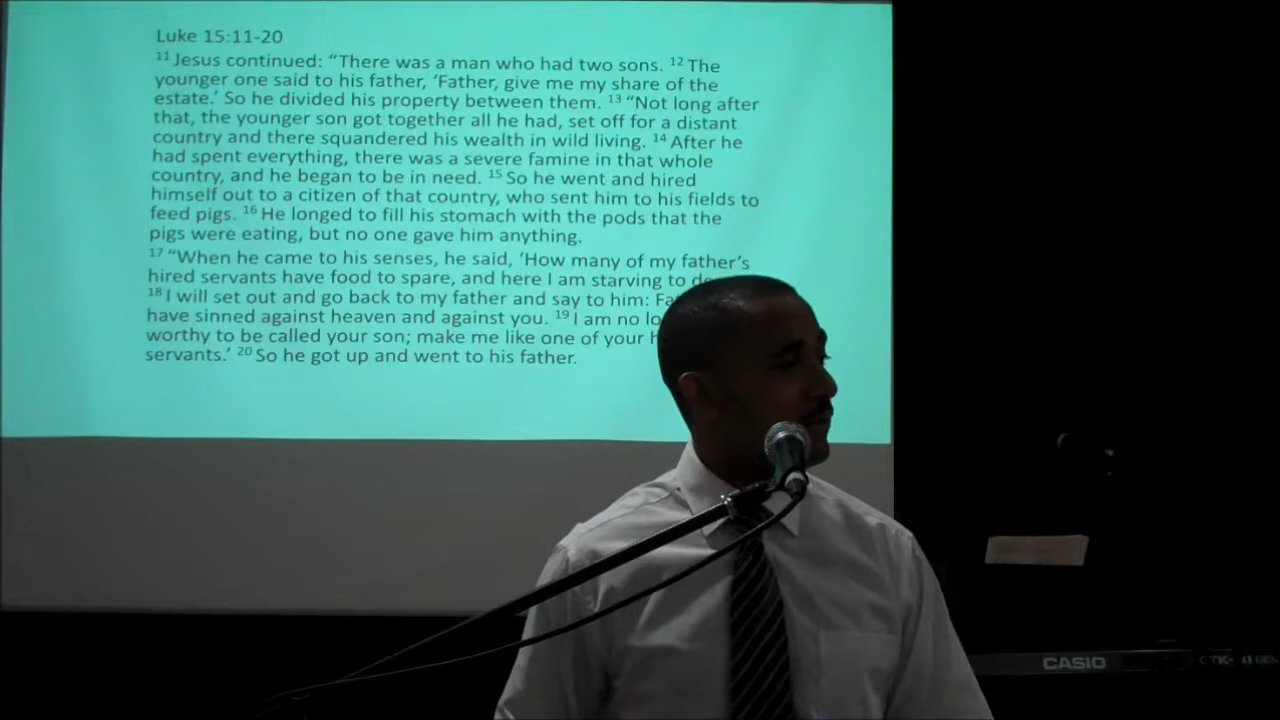 Luke 15:11-20
11 Jesus continued: "There was a man who had two sons. 12 The
younger one said to his father, 'Father, give me my share of the
estate.' So he divided his property between them. 13 "Not long after
that, the younger son got together all he had, set off for a distant
country and there squandered his wealth in wild living. 14 After he
had spent everything, there was a severe famine in that whole
country, and he began to be in need. 15 So he went and hired
himself out to a citizen of that country, who sent him to his fields to
feed pigs. 16 He longed to fill his stomach with the pods that the
pigs were eating, but no one gave him anything.
17 "When he came to his senses, he said, 'How many of my father's
hired servants have food to spare, and here I am starving to
18 I will set out and go back to my father and say to him:
have sinned against heaven and against you. 19 I am no
worthy to be called your son; make me like one of your
servants.' 20 So he got up and went to his father.
CASIO